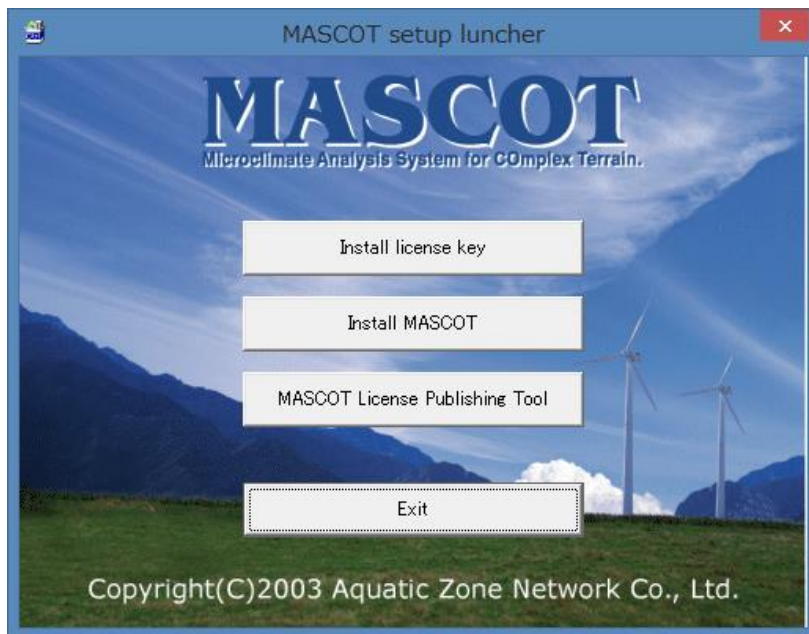 MASCOT setup luncher
MASCOT
Microclimate Analysis System for COmplex Terrain.
Install license key
Install MASCOT
MASCOT License Publishing Tool
Exit
Copyright(C)2003 Aquatic Zone Network Co., Ltd.